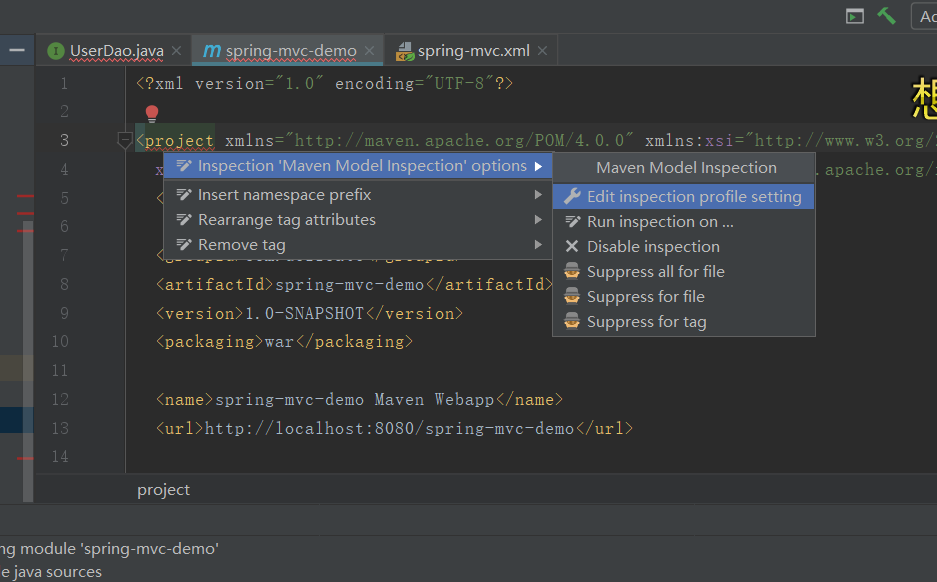 UserDao.java
spring-mvc-demo
spring-mvc.xml
1 <?xml version="1.0" encoding="UTF-8"?>
2
想
3 <project xmlns="http://maven.apache.org/POM/4.0.0" xmlns:xsi="http://www.w3.org/
Inspection 'Maven Model Inspection' options
Maven Model Inspection
4 x
.apache.org/
5 <
Insert namespace prefix
Edit inspection profile setting
6
Rearrange tag attributes
Run inspection on ...
7
Remove tag
Disable inspection
8 <artifactId>spring-mvc-demo</artifactId>
Suppress all for file
9 <version>1.0-SNAPSHOT</version>
Suppress for file
10 <packaging>war</packaging>
Suppress for tag
11
12 <name>spring-mvc-demo Maven Webapp</name>
13 <url>http://localhost:8080/spring-mvc-demo</url>
14
project
ng module 'spring-mvc-demo'
e java sources